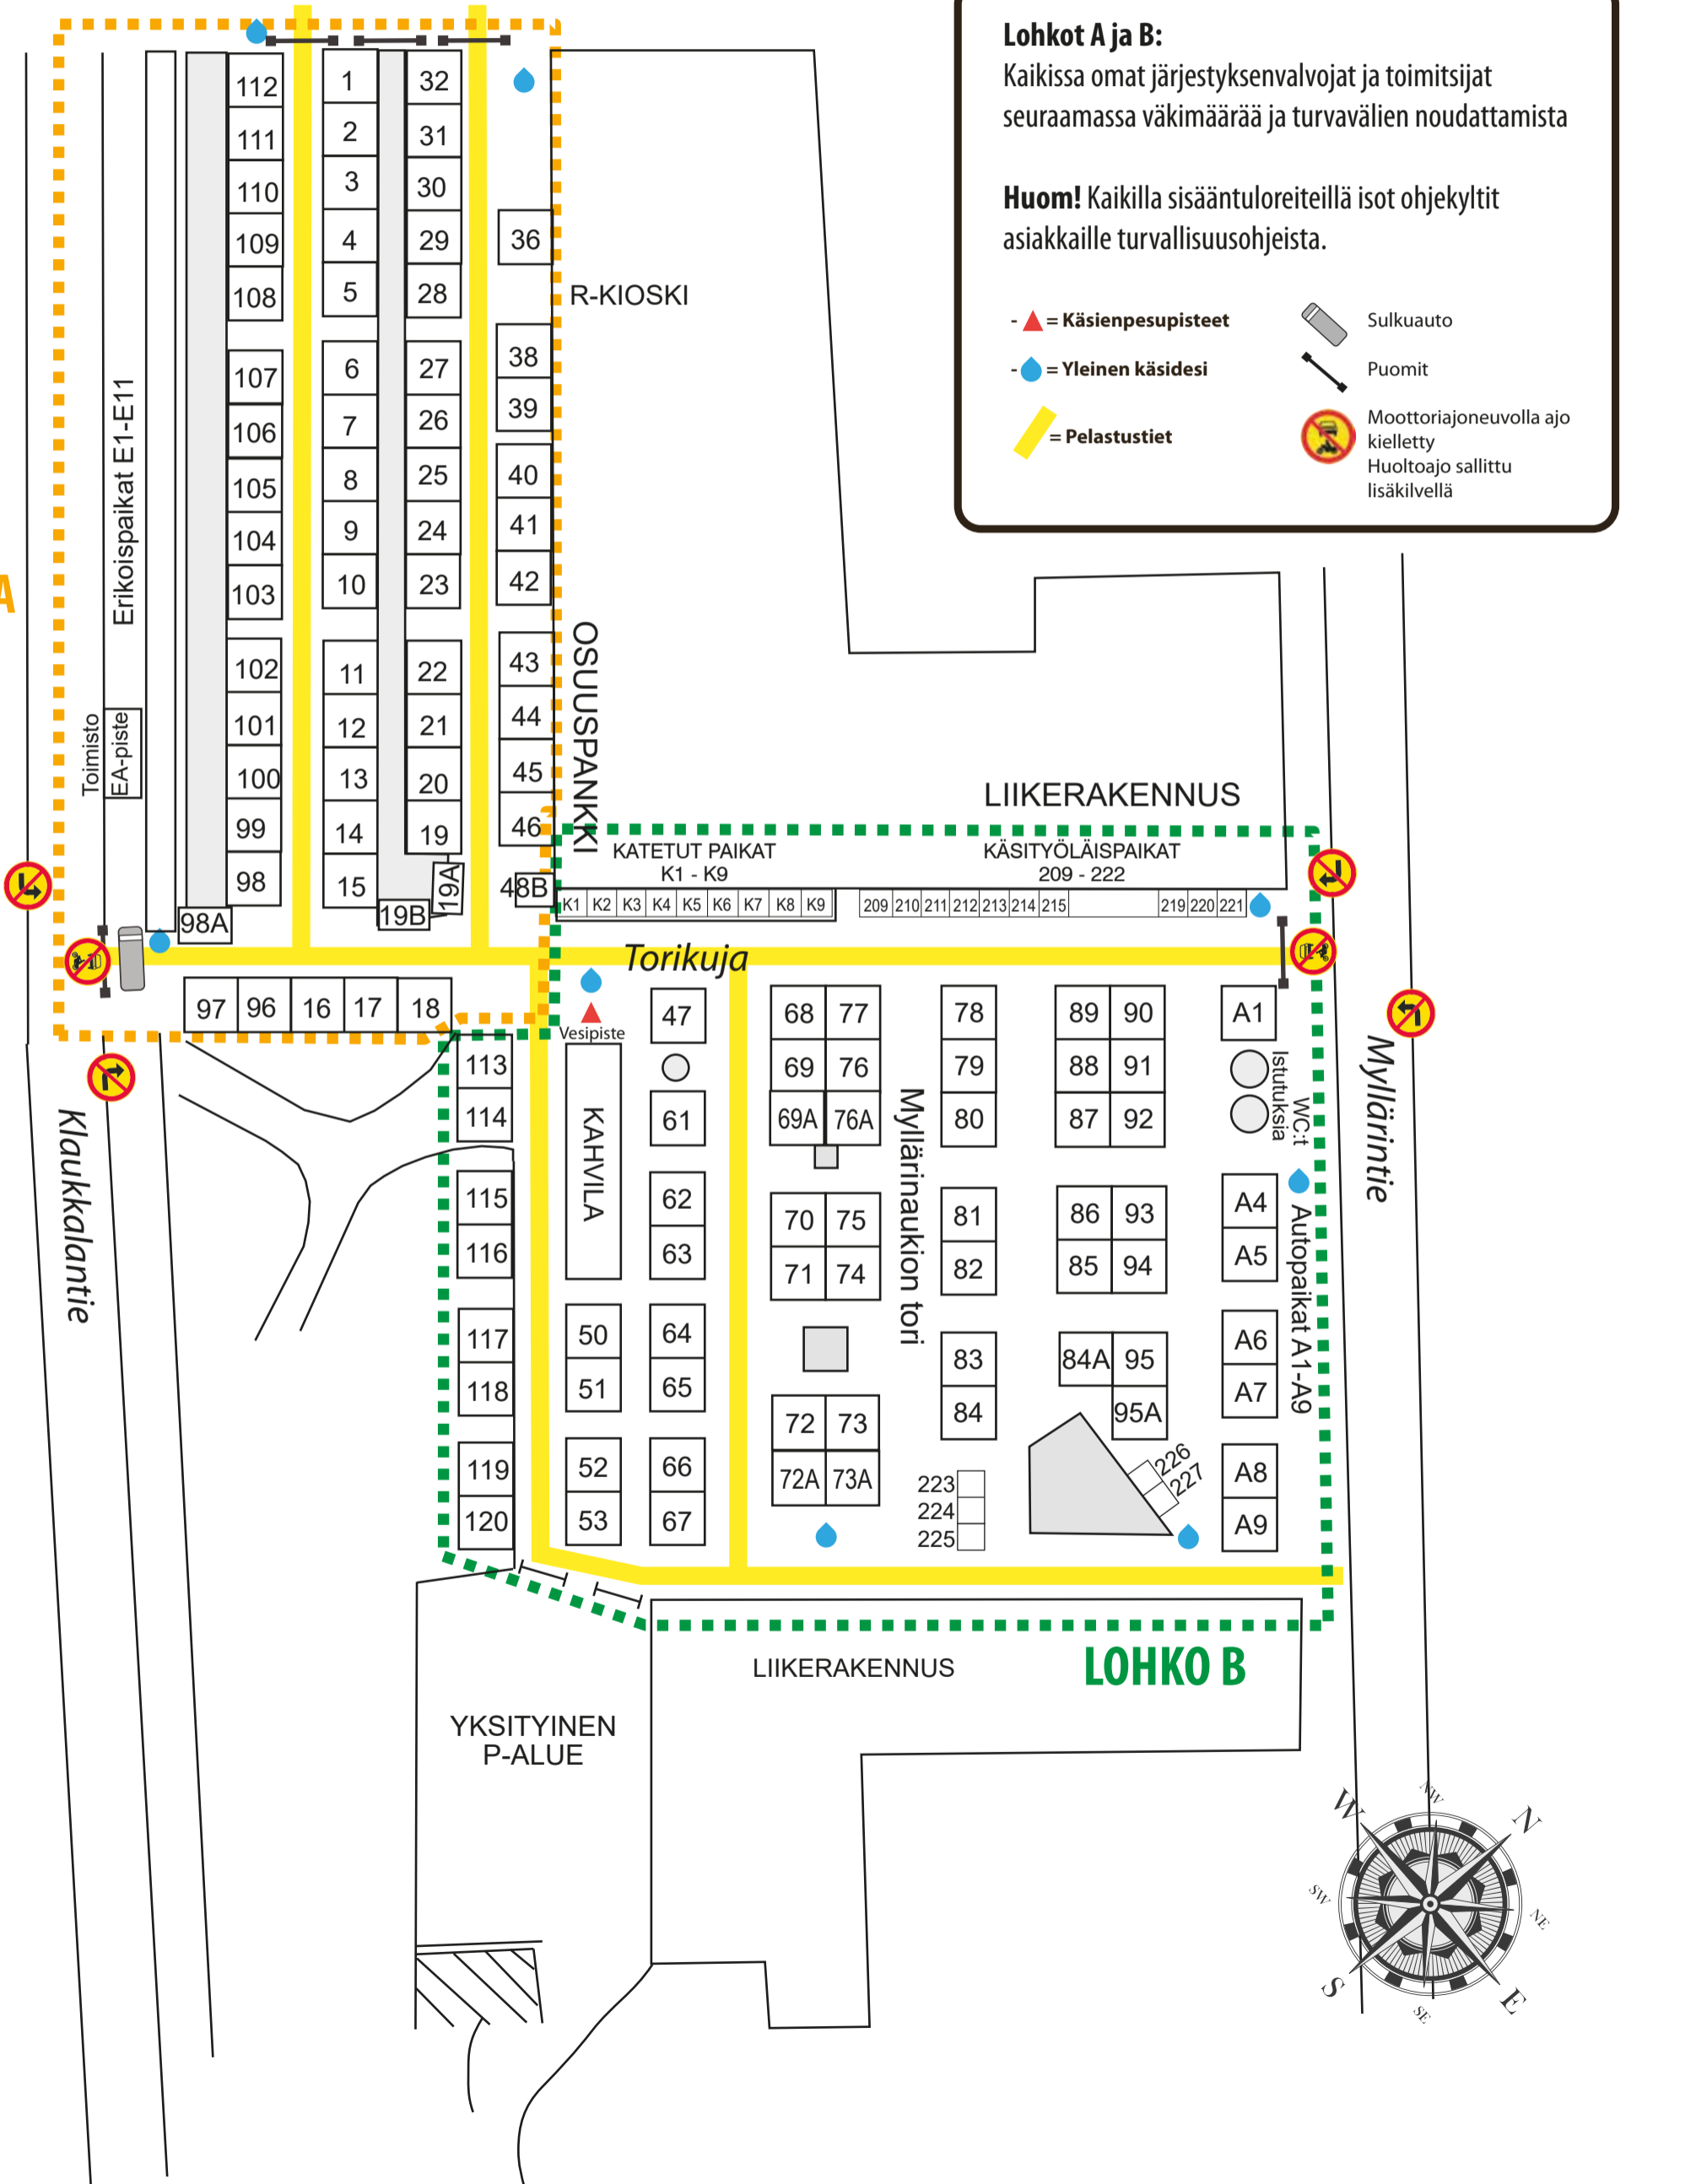 Lohkot A ja B:
Kaikissa omat järjestyksenvalvojat ja toimitsijat
seuraamassa väkimäärää ja turvavälien noudattamista
Huom! Kaikilla sisääntuloreiteillä isot ohjekyltit
asiakkaille turvallisuusohjeista.
- = Käsienpesupisteet
- = Yleinen käsidesi
= Pelastustiet
Sulkuauto
Puomit
Moottoriajoneuvolla ajo
kielletty
Huoltoajo sallittu
lisäkilvellä
A
Erikoispaikat E1-E11
Toimisto
EA-piste
112
111
110
109
108
107
106
105
104
103
102
101
100
99
98
98A
1
2
3
4
5
6
7
8
9
10
11
12
13
14
15
32
31
30
29
28
27
26
25
24
23
22
21
20
19
19A
19B
36
38
39
40
41
42
43
44
45
46
48B
R-KIOSKI
OSUUSPANKKI
LIIKERAKENNUS
KATETUT PAIKAT
K1 - K9
KÄSITYÖLÄISPAIKAT
209 - 222
K1 K2 K3 K4 K5 K6 K7 K8 K9
209 210 211 212 213 214 215 219 220 221
Torikuja
97 96 16 17 18
Vesipiste
KAHVILA
113
114
115
116
117
118
119
120
50
51
52
53
47
61
62
63
64
65
66
67
68 77
69 76
69A 76A
70 75
71 74
72 73
72A 73A
Myllärinaukion tori
78
79
80
81
82
83
84
223
224
225
89 90
88 91
87 92
86 93
85 94
84A 95
95A
226
227
A1
Istutuksia
WC:t
A4
A5
A6
A7
A8
A9
Autopaikat A1-A9
Myllärintie
Klaukkalantie
LIIKERAKENNUS
LOHKO B
YKSITYINEN
P-ALUE
W
NW
N
SW
NE
S
SE
E